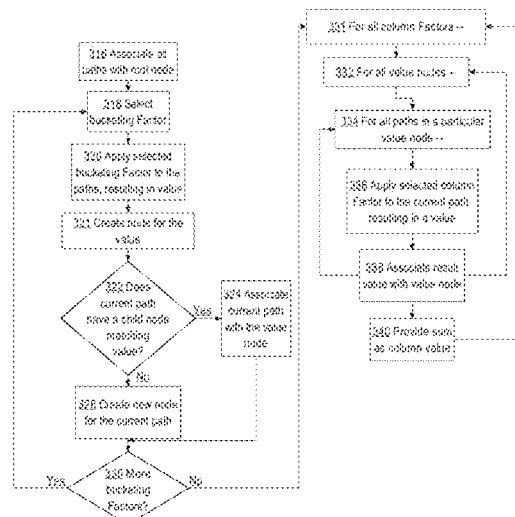 316 Associate all
paths with root node
318 Select
bucketing Factor
320 Apply selected
bucketing Factor to the
paths, resulting in value
321 Create node for the
value
322 Does
current path
have a child node
matching
value?
Yes
324 Associate
current path
with the value
node
No
326 Create new node
for the current path
330 More
bucketing
Factors?
Yes
No
331 For all column Factors --
332 For all value nodes --
334 For all paths in a particular
value node --
336 Apply selected column
Factor to the current path
resulting in a value
338 Associate result
value with value node
340 Provide sum
as column value